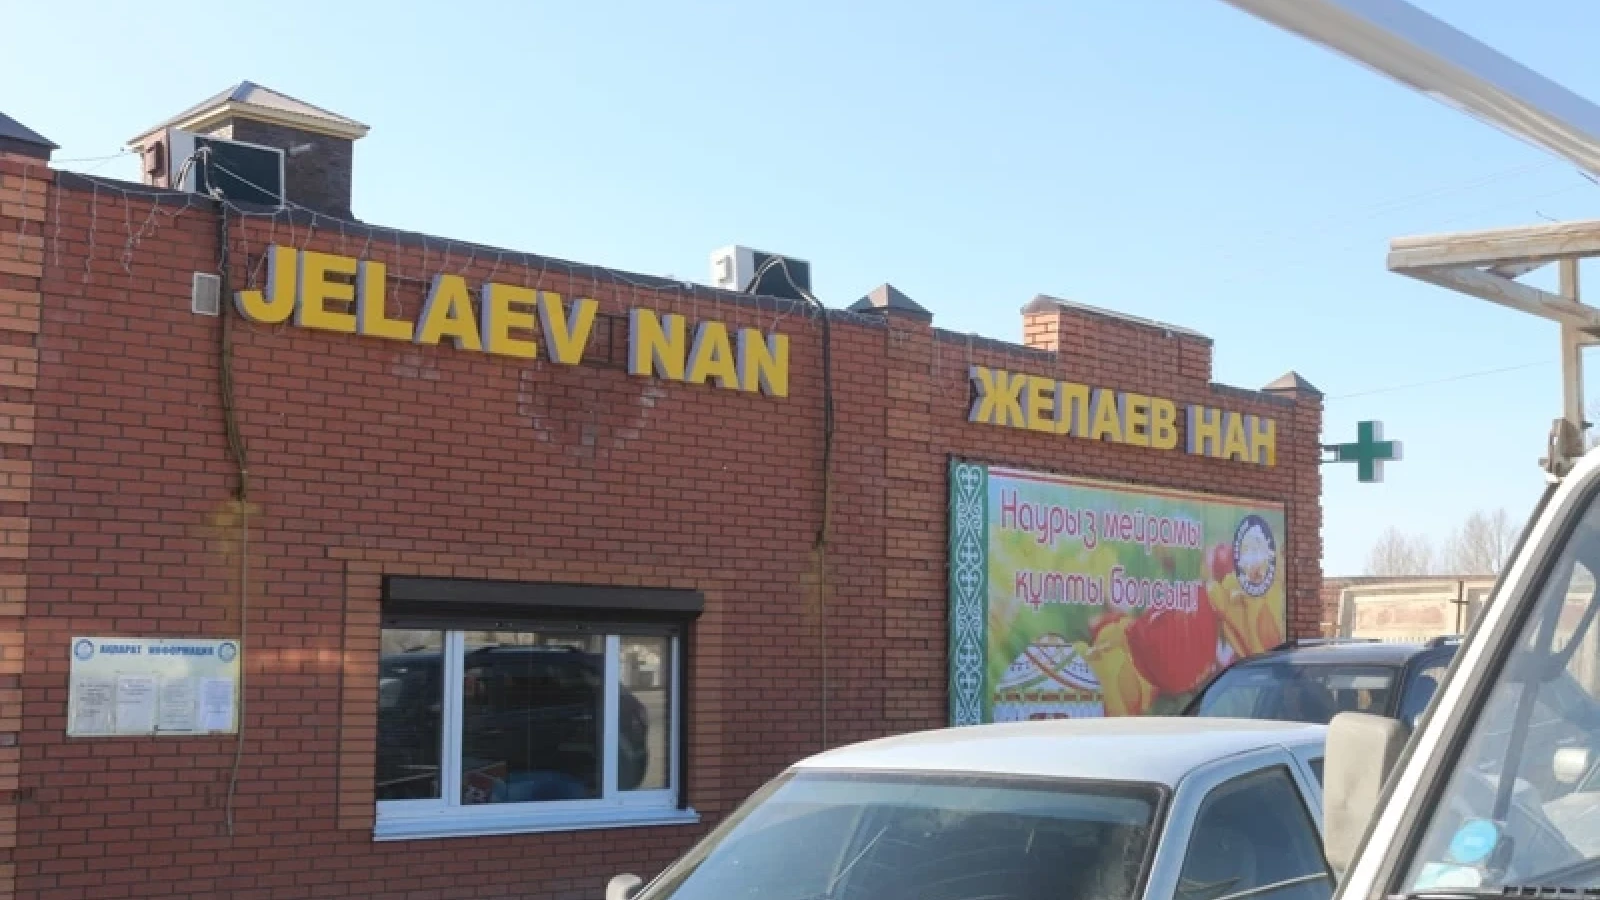 JELAEV NAN
ЖЕЛАЕВ НАН
Наурыз мейрамы
құтты болсын!
АҚПАРАТ ИНФОРМАЦИЯ